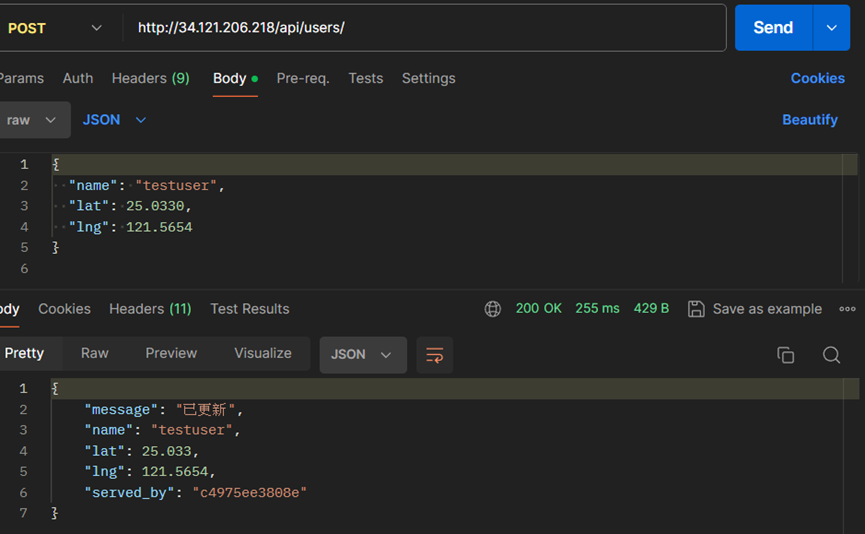 POST http://34.121.206.218/api/users/ Send
Params Auth Headers (9) Body Pre-req. Tests Settings Cookies
raw JSON Beautify
1 {
2 "name": "testuser",
3 "lat": 25.0330,
4 "lng": 121.5654
5 }
6
ody Cookies Headers (11) Test Results 200 OK 255 ms 429 B Save as example
Pretty Raw Preview Visualize JSON
1 {
2 "message": "已更新",
3 "name": "testuser",
4 "lat": 25.033,
5 "lng": 121.5654,
6 "served_by": "c4975ee3808e"
7 }